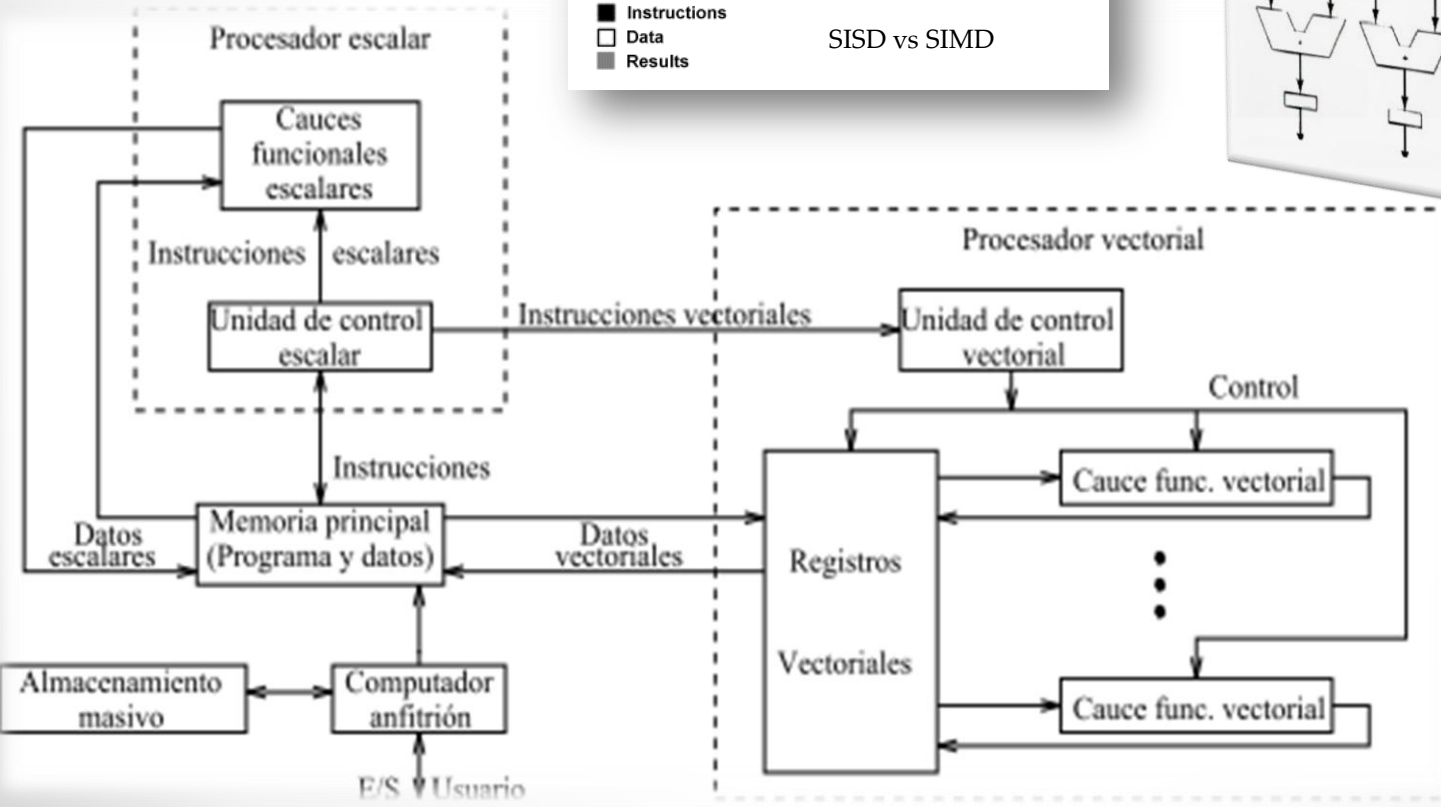 Instructions
Data
Results
SISD vs SIMD
Procesador escalar
Cauces
funcionales
escalares
Instrucciones escalares
Unidad de control
escalar
Instrucciones
Instrucciones vectoriales
Procesador vectorial
Unidad de control
vectorial
Control
Cauce func. vectorial
Registros
Vectoriales
Cauce func. vectorial
Memoria principal
(Programa y datos)
Datos
escalares
Datos
vectoriales
Almacenamiento
masivo
Computador
anfitrión
E/S Usuario